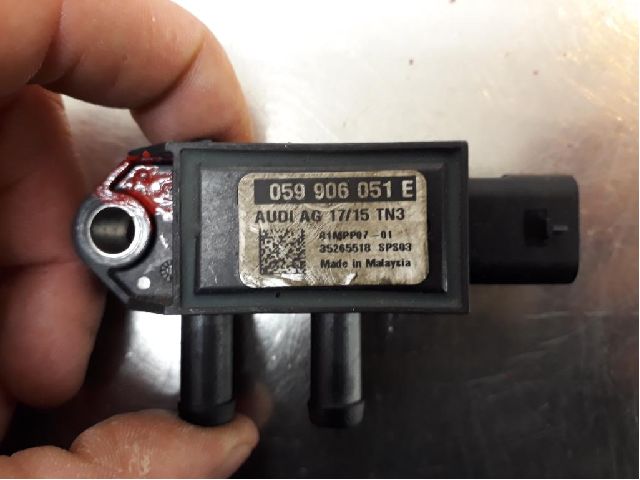 059 906 051 E
AUDI AG 17/15 TN3
81MPP07-01
35265518 SPS03
Made in Malaysia